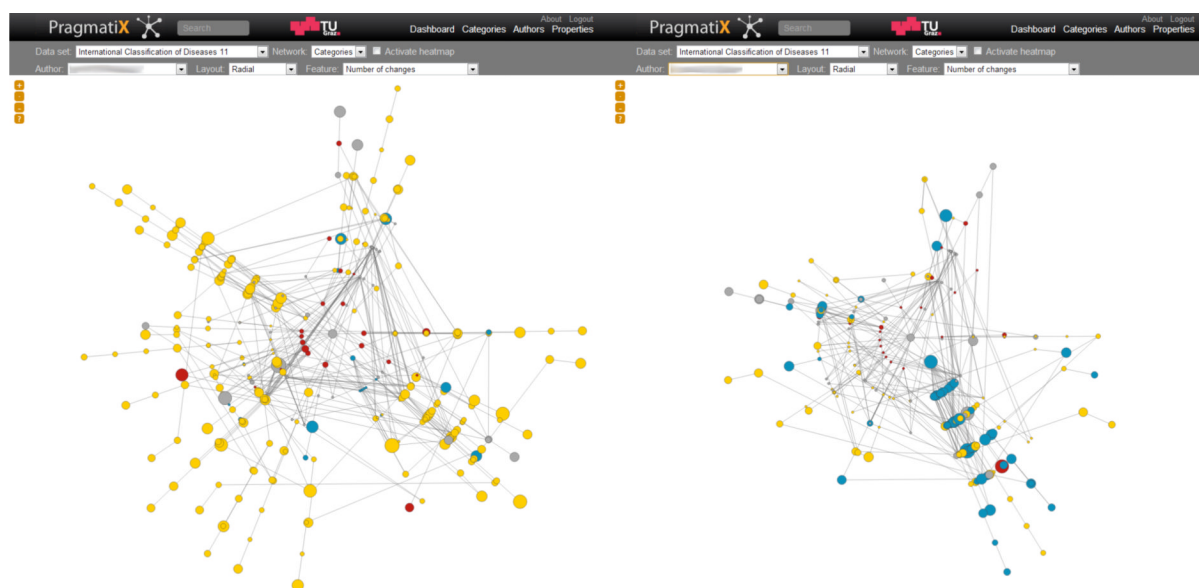 PragmatiX Search TU Graz About Logout
Dashboard Categories Authors Properties
Data set: International Classification of Diseases 11 Network: Categories Activate heatmap
Author: Layout: Radial Feature: Number of changes
+
-
?
PragmatiX Search TU Graz About Logout
Dashboard Categories Authors Properties
Data set: International Classification of Diseases 11 Network: Categories Activate heatmap
Author: Layout: Radial Feature: Number of changes
+
-
?